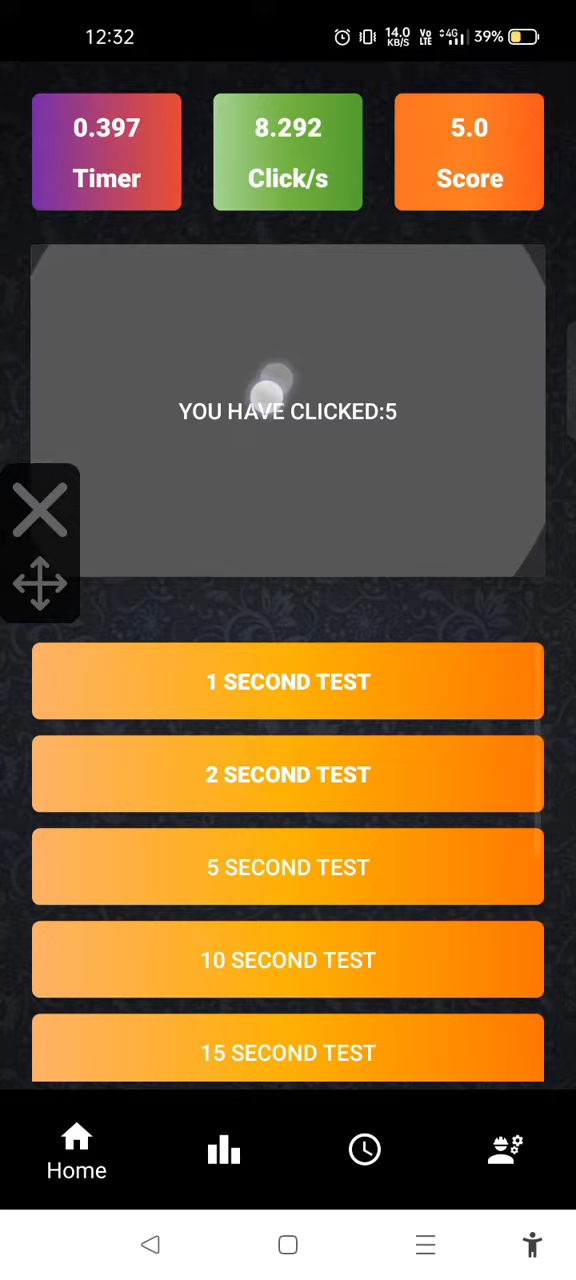 12:32
14.0 KB/S
Vo LTE
4G
39%
0.397
Timer
8.292
Click/s
5.0
Score
YOU HAVE CLICKED:5
1 SECOND TEST
2 SECOND TEST
5 SECOND TEST
10 SECOND TEST
15 SECOND TEST
Home